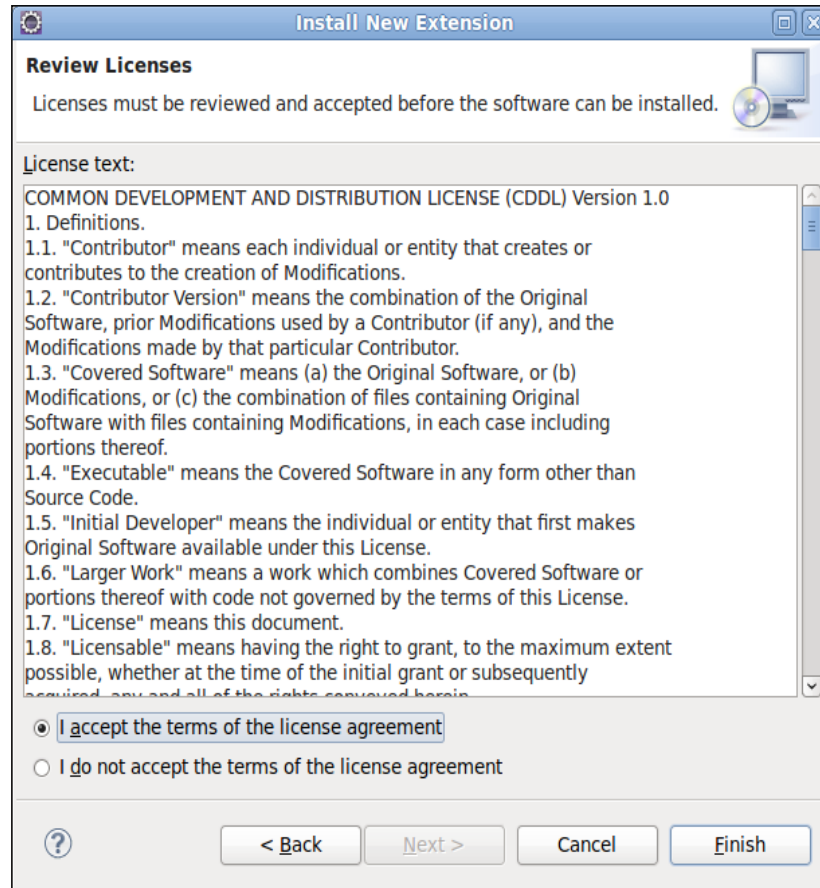 Install New Extension
Review Licenses
Licenses must be reviewed and accepted before the software can be installed.
License text:
COMMON DEVELOPMENT AND DISTRIBUTION LICENSE (CDDL) Version 1.0
1. Definitions.
1.1. "Contributor" means each individual or entity that creates or
contributes to the creation of Modifications.
1.2. "Contributor Version" means the combination of the Original
Software, prior Modifications used by a Contributor (if any), and the
Modifications made by that particular Contributor.
1.3. "Covered Software" means (a) the Original Software, or (b)
Modifications, or (c) the combination of files containing Original
Software with files containing Modifications, in each case including
portions thereof.
1.4. "Executable" means the Covered Software in any form other than
Source Code.
1.5. "Initial Developer" means the individual or entity that first makes
Original Software available under this License.
1.6. "Larger Work" means a work which combines Covered Software or
portions thereof with code not governed by the terms of this License.
1.7. "License" means this document.
1.8. "Licensable" means having the right to grant, to the maximum extent
possible, whether at the time of the initial grant or subsequently
acquired, any and all of the rights conveyed herein.
I accept the terms of the license agreement
I do not accept the terms of the license agreement
? < Back Next > Cancel Finish